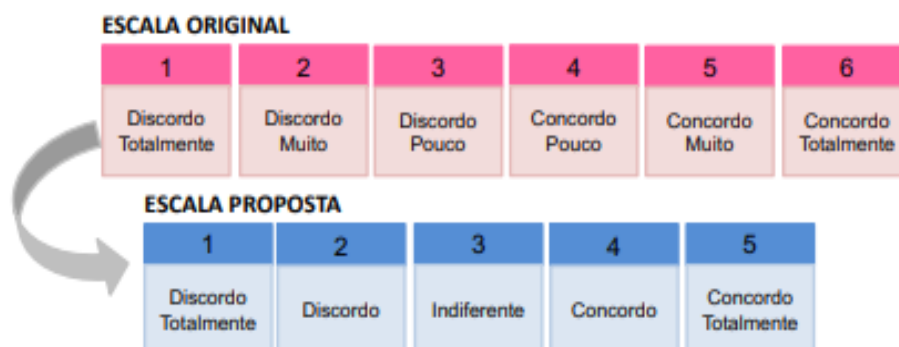 ESCALA ORIGINAL
1 2 3 4 5 6
Discordo Totalmente
Discordo Muito
Discordo Pouco
Concordo Pouco
Concordo Muito
Concordo Totalmente
ESCALA PROPOSTA
1 2 3 4 5
Discordo Totalmente
Discordo
Indiferente
Concordo
Concordo Totalmente